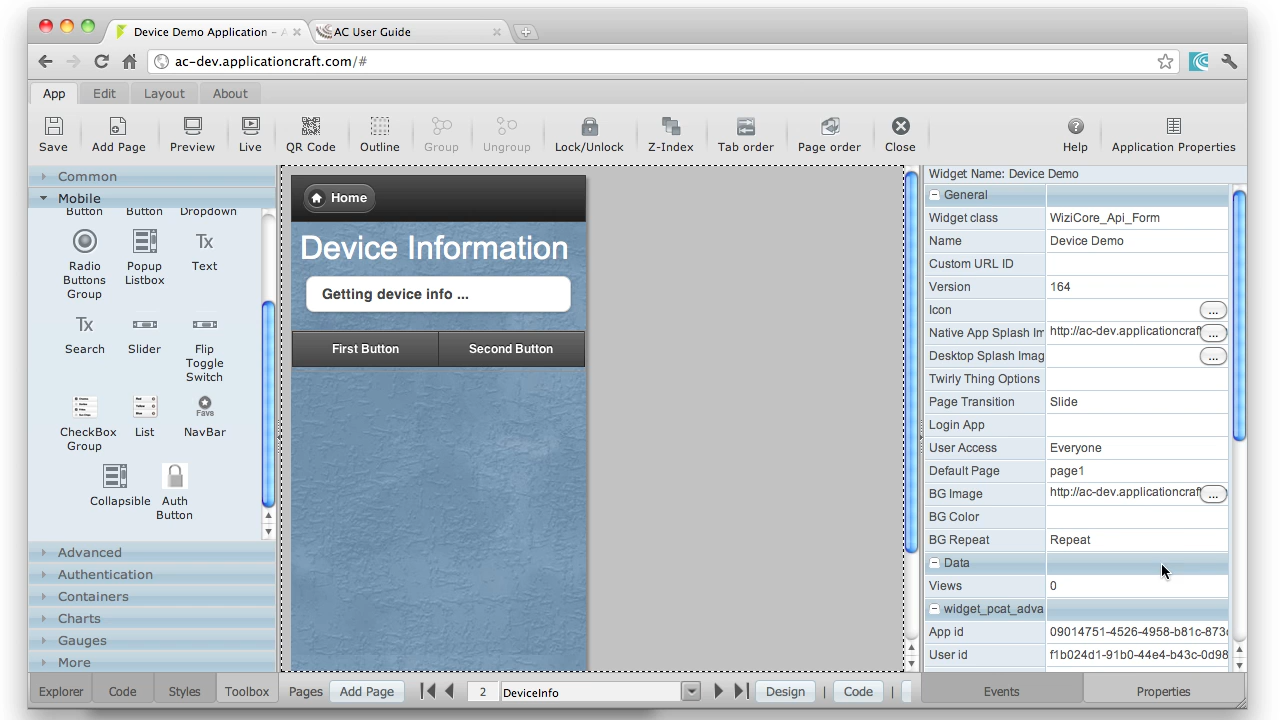 Device Demo Application - A
AC User Guide
ac-dev.applicationcraft.com/#
App Edit Layout About
Save Add Page Preview Live QR Code Outline Group Ungroup Lock/Unlock Z-Index Tab order Page order Close Help Application Properties
Common
Mobile
Button Button Dropdown
Radio Buttons Group
Popup Listbox
Tx
Text
Tx
Search
Slider
Flip Toggle Switch
CheckBox Group
List
Favs
NavBar
Collapsible
Auth Button
Advanced
Authentication
Containers
Charts
Gauges
More
Explorer Code Styles Toolbox
Home
Device Information
Getting device info ...
First Button Second Button
Pages Add Page 2 DeviceInfo Design | Code |
Widget Name: Device Demo
General
Widget class WiziCore_Api_Form
Name Device Demo
Custom URL ID
Version 164
Icon ...
Native App Splash Im http://ac-dev.applicationcraf ...
Desktop Splash Imag ...
Twirly Thing Options
Page Transition Slide
Login App
User Access Everyone
Default Page page1
BG Image http://ac-dev.applicationcraf ...
BG Color
BG Repeat Repeat
Data
Views 0
widget_pcat_adva
App id 09014751-4526-4958-b81c-873
User id f1b024d1-91b0-44e4-b43c-0d98
Events Properties